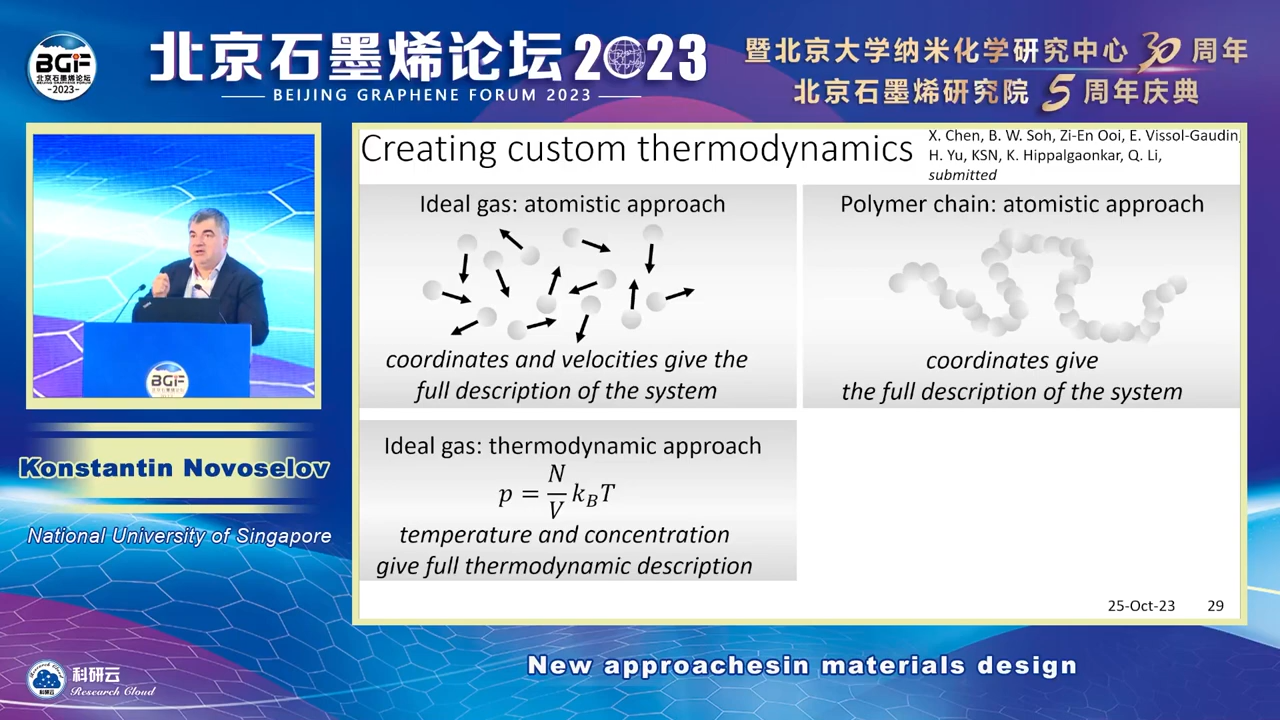 BGF
北京石墨烯论坛
-2023-
北京石墨烯论坛2023
BEIJING GRAPHENE FORUM 2023
暨北京大学纳米化学研究中心30周年
北京石墨烯研究院5周年庆典
Creating custom thermodynamics
X. Chen, B. W. Soh, Zi-En Ooi, E. Vissol-Gaudin,
H. Yu, KSN, K. Hippalgaonkar, Q. Li,
submitted
Ideal gas: atomistic approach
coordinates and velocities give the
full description of the system
Polymer chain: atomistic approach
coordinates give
the full description of the system
Ideal gas: thermodynamic approach
p = N/V k_B T
temperature and concentration
give full thermodynamic description
25-Oct-23 29
BGF
Konstantin Novoselov
National University of Singapore
科研云
Research Cloud
New approachesin materials design